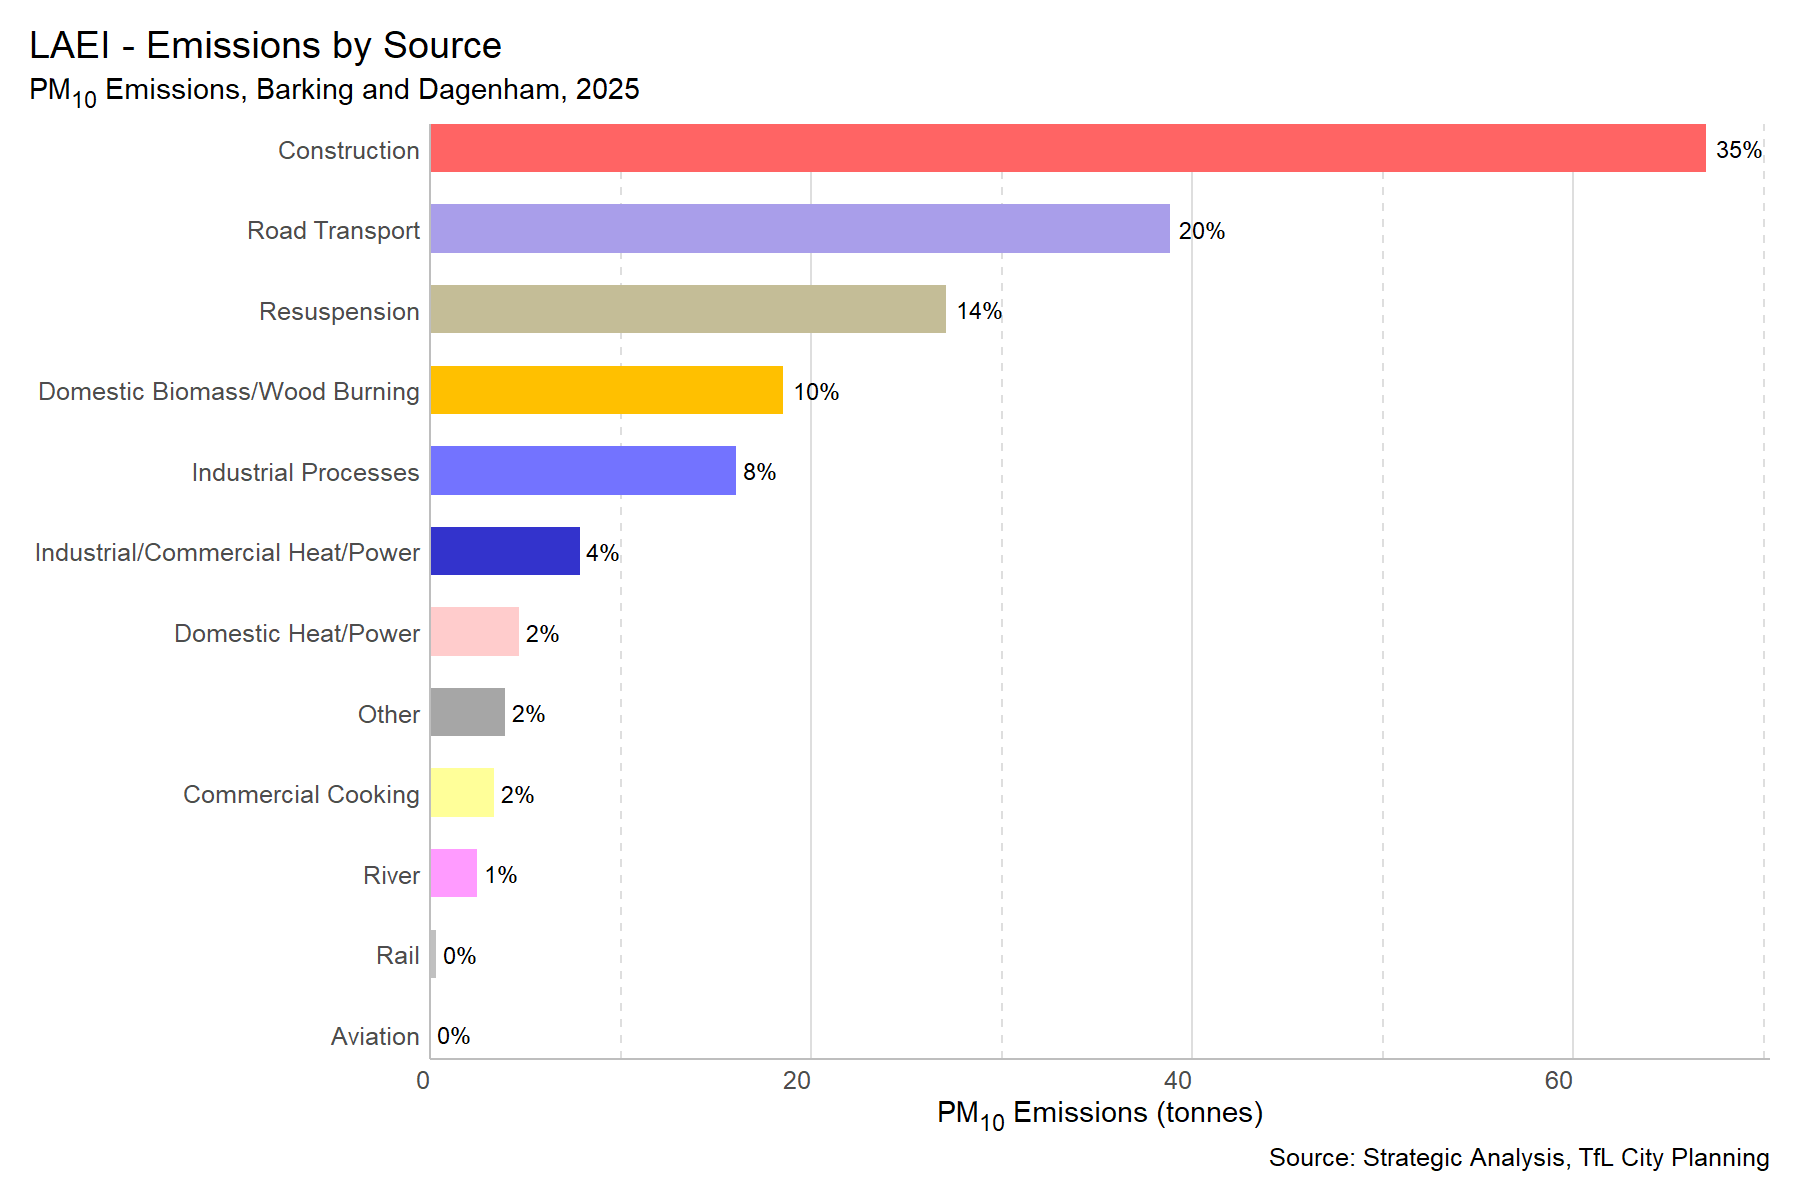 LAEI - Emissions by Source
PM10 Emissions, Barking and Dagenham, 2025
Construction 35%
Road Transport 20%
Resuspension 14%
Domestic Biomass/Wood Burning 10%
Industrial Processes 8%
Industrial/Commercial Heat/Power 4%
Domestic Heat/Power 2%
Other 2%
Commercial Cooking 2%
River 1%
Rail 0%
Aviation 0%
0 20 40 60
PM10 Emissions (tonnes)
Source: Strategic Analysis, TfL City Planning